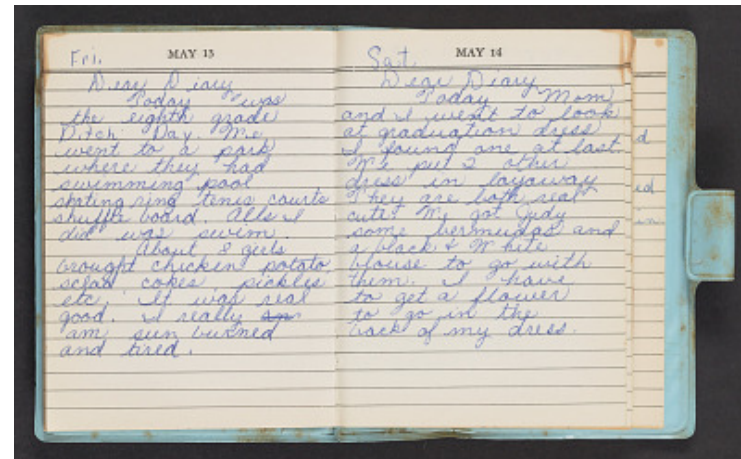 Fri.
MAY 13
Dear Diary
Today was
the eighth grade
Ditch Day. We
went to a park
where they had
swimming pool
skating ring tenis courts
shuffle board. Alls I
did was swim.
About 8 girls
brought chicken potato
salad cokes, pickles
etc. It was real
good. I really an
am sun burned
and tired.
Sat.
MAY 14
Dear Diary
Today Mom
and I went to look
at graduation dress
I found one at last.
We put 2 other
dress in layaway
They are both real
cute. We got Judy
some bermudas and
a black & White
blouse to go with
them. I have
to get a flower
to go in the
back of my dress.
d
ed
in